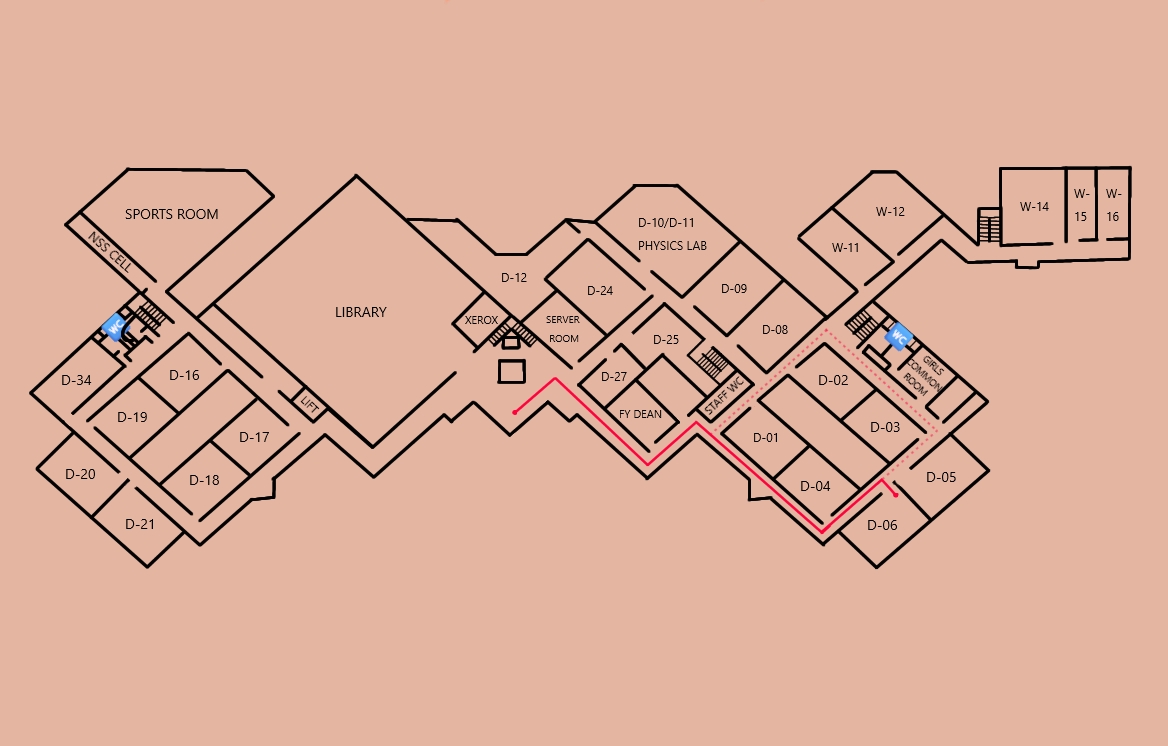 SPORTS ROOM
NSS CELL
WC
D-34
D-16
D-19
D-17
D-20
D-18
D-21
LIFT
LIBRARY
XEROX
D-12
SERVER
ROOM
D-24
D-10/D-11
PHYSICS LAB
D-09
D-08
D-25
D-27
FY DEAN
STAFF WC
D-01
D-02
D-03
D-04
D-05
D-06
WC
GIRLS
COMMON
ROOM
W-11
W-12
W-14
W-
15
W-
16